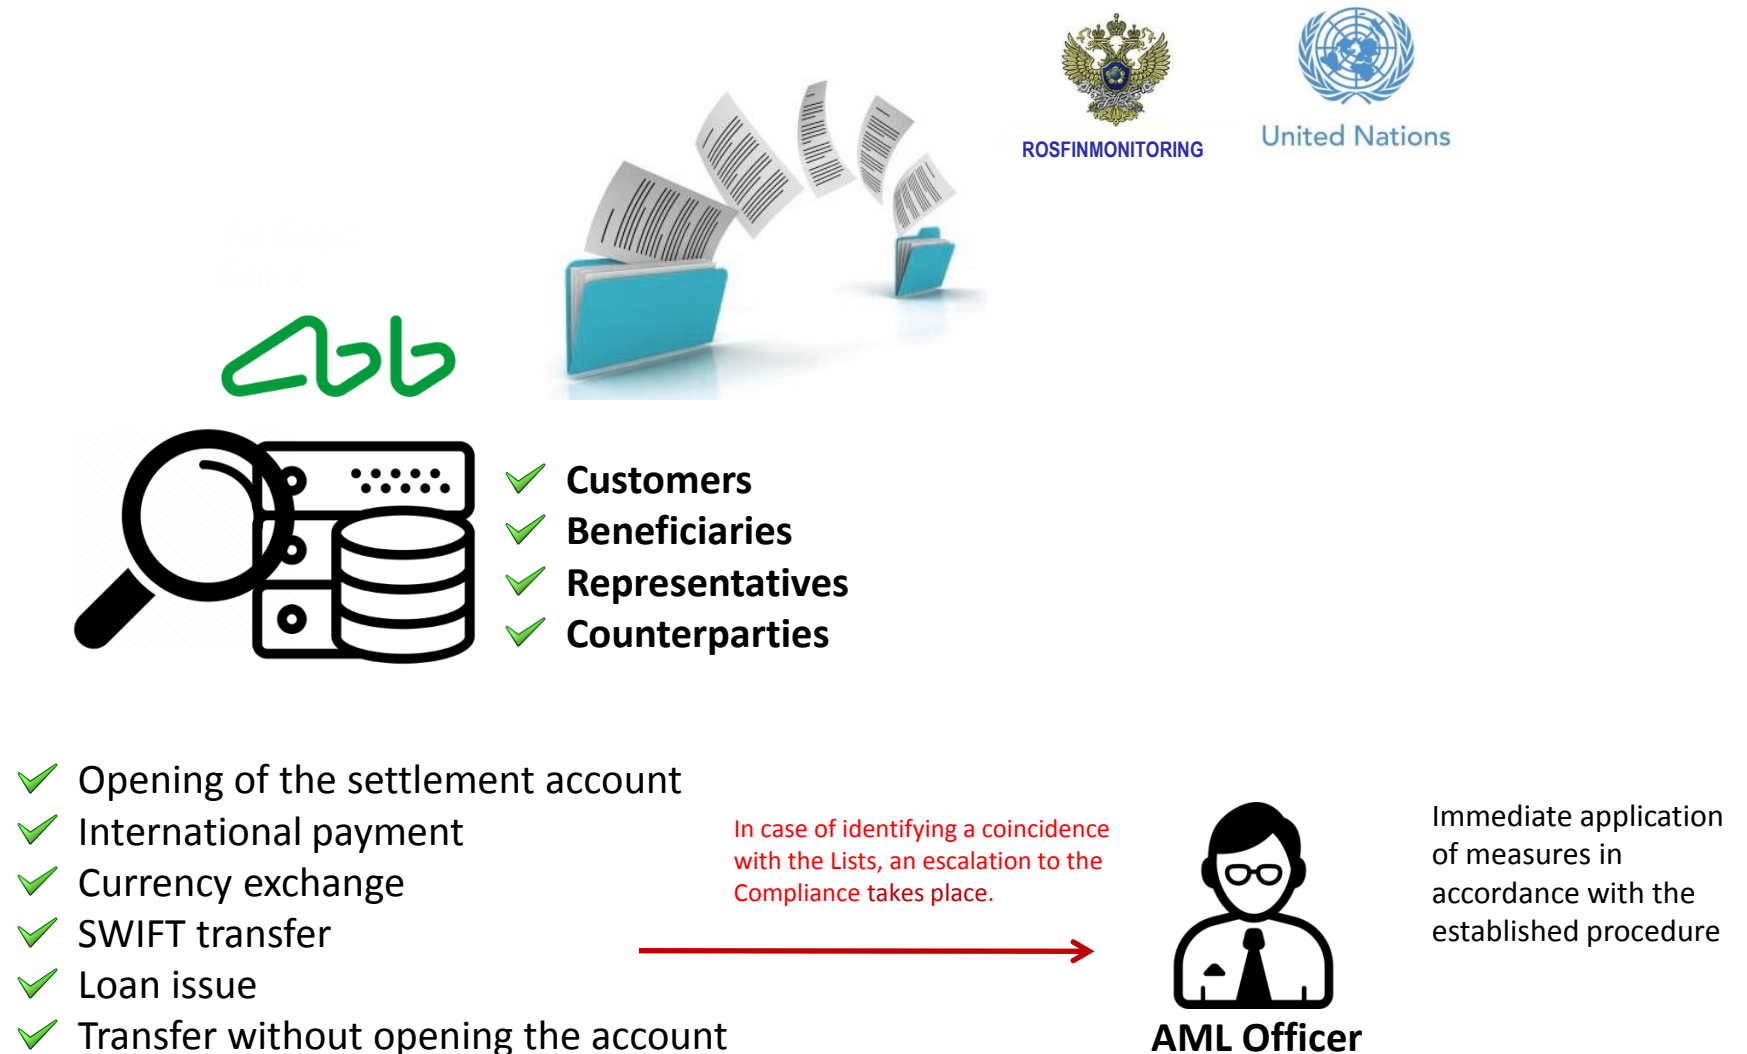 ROSFINMONITORING
United Nations
Abb
Customers
Beneficiaries
Representatives
Counterparties
Opening of the settlement account
International payment
Currency exchange
SWIFT transfer
Loan issue
Transfer without opening the account
In case of identifying a coincidence
with the Lists, an escalation to the
Compliance takes place.
AML Officer
Immediate application
of measures in
accordance with the
established procedure